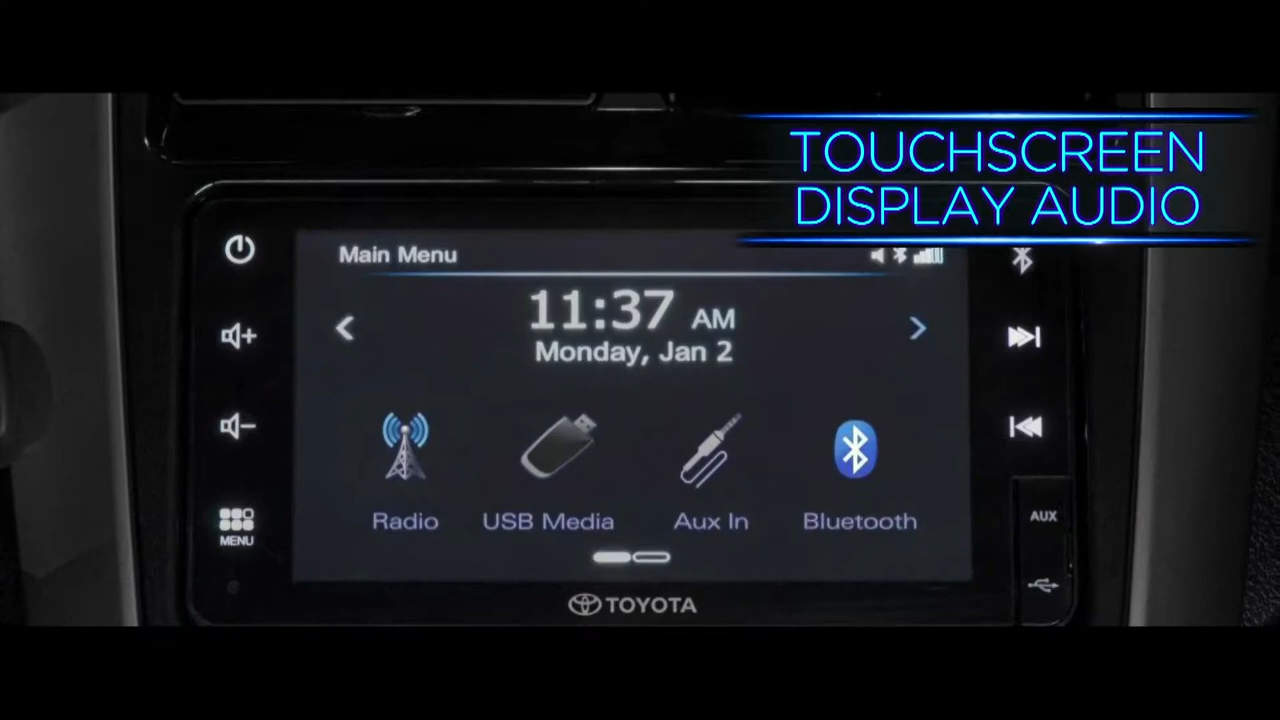 TOUCHSCREEN
DISPLAY AUDIO
Main Menu
11:37 AM
Monday, Jan 2
Radio
USB Media
Aux In
Bluetooth
MENU
AUX
TOYOTA